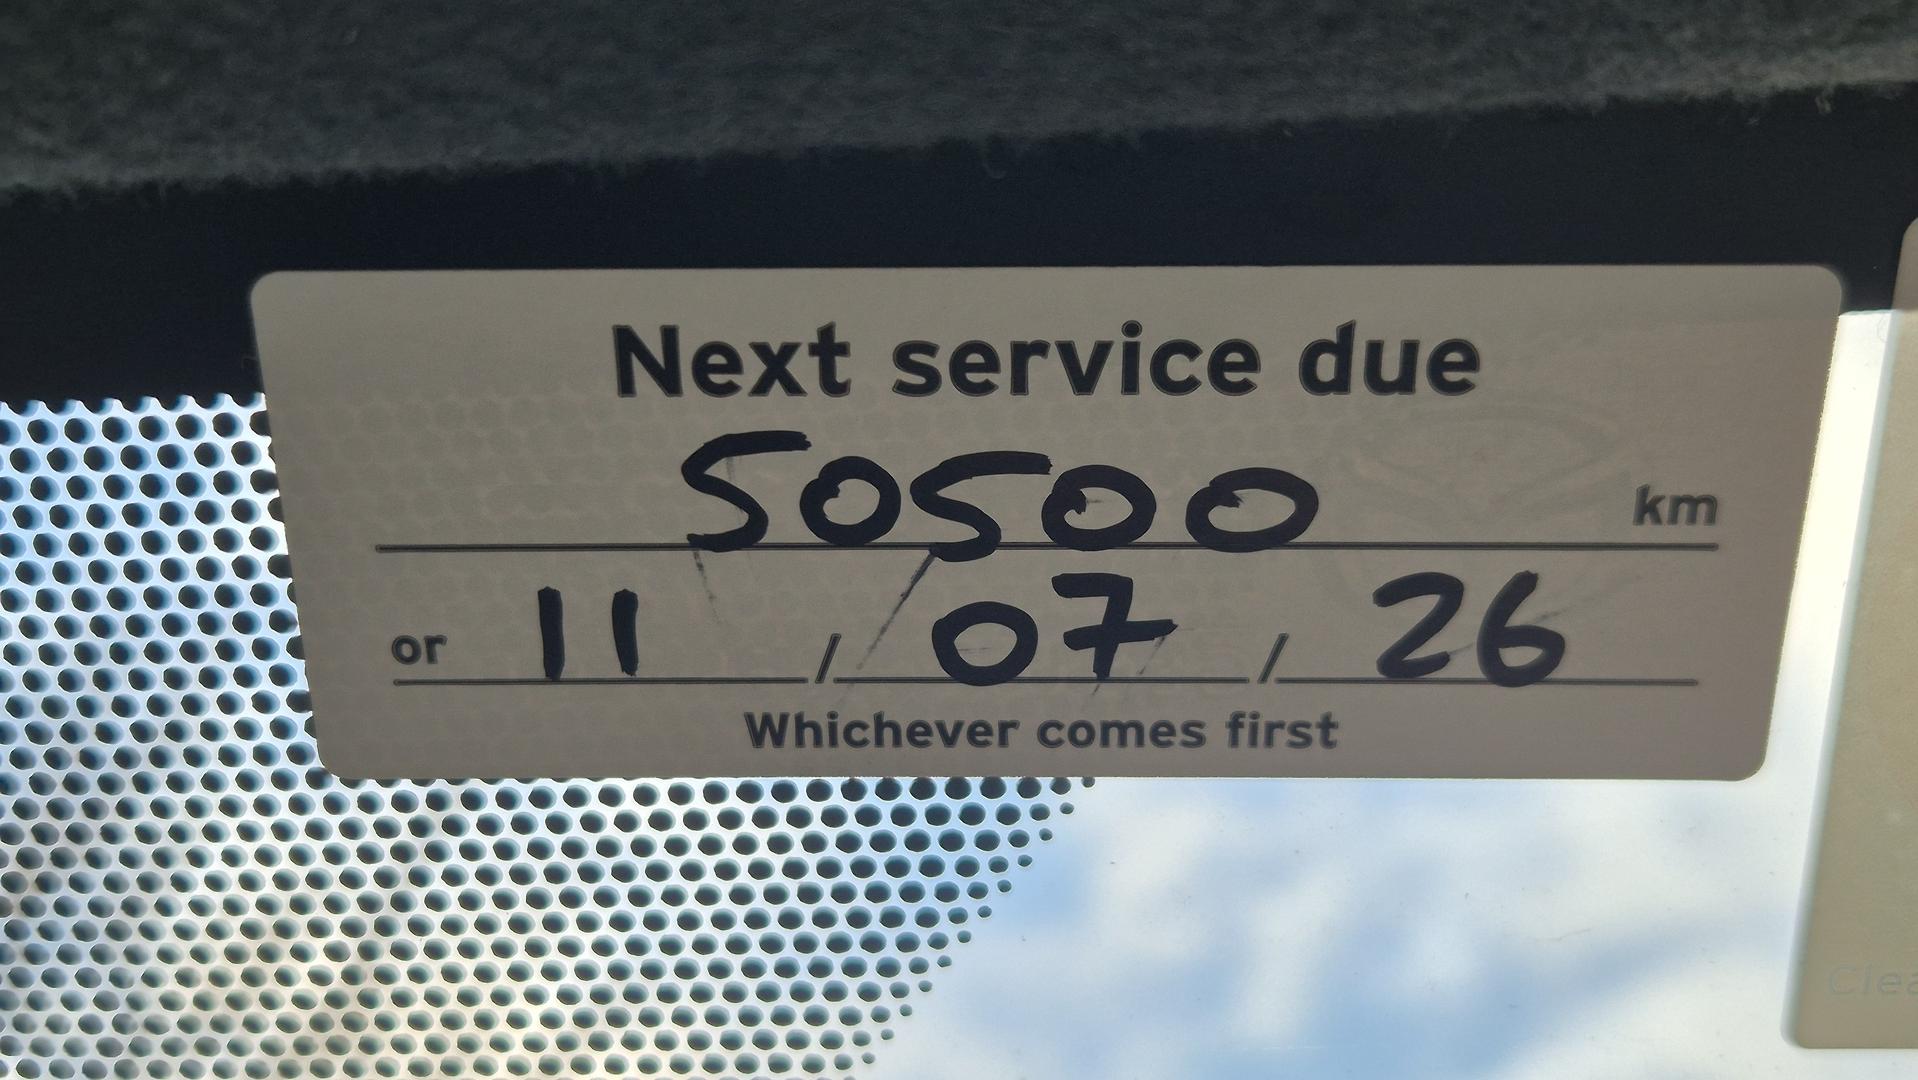 Next service due
50500 km
or 11 / 07 / 26
Whichever comes first